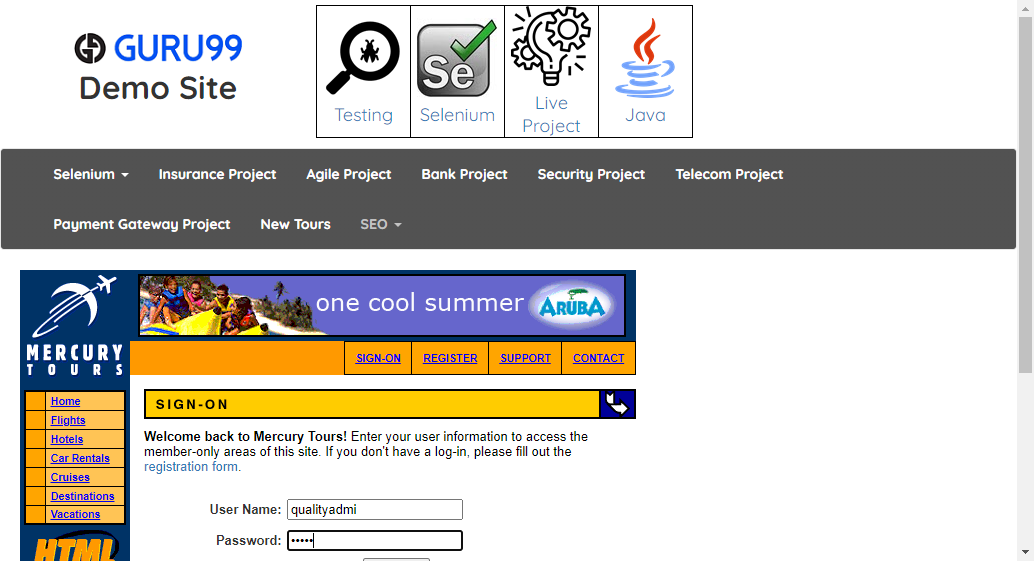 GURU99
Demo Site
Se
Testing
Selenium
Live
Project
Java
Selenium
Insurance Project
Agile Project
Bank Project
Security Project
Telecom Project
Payment Gateway Project
New Tours
SEO
one cool summer
ARUBA
MERCURY
TOURS
SIGN-ON
REGISTER
SUPPORT
CONTACT
Home
Flights
Hotels
Car Rentals
Cruises
Destinations
Vacations
HTML
SIGN-ON
Welcome back to Mercury Tours! Enter your user information to access the
member-only areas of this site. If you don't have a log-in, please fill out the
registration form.
User Name: qualityadmi
Password: •••••